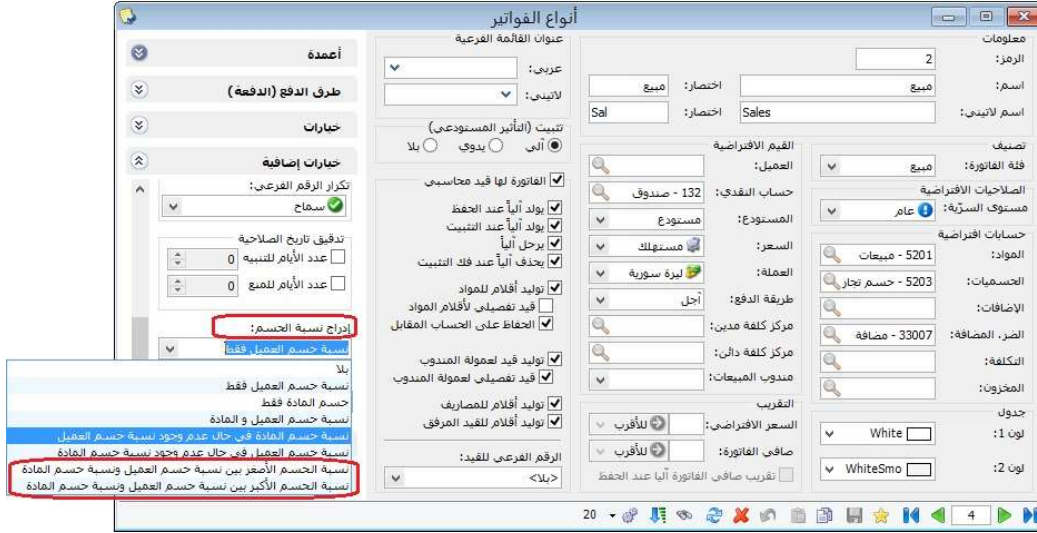 أنواع الفواتير
معلومات
الرمز: 2
اسم: مبيع اختصار: مبيع
اسم لاتيني: Sales اختصار: Sal
تصنيف
فئة الفاتورة: مبيع
الصلاحيات الافتراضية
مستوى السرّية: عام
حسابات افتراضية
المواد: 5201 - مبيعات
الحسميات: 5203 - حسم تجار
الإضافات:
الضر. المضافة: 33007 - مضافة
التكلفة:
المخزون:
جدول
لون 1: White
لون 2: WhiteSmo
القيم الافتراضية
العميل:
حساب النقدي: 132 - صندوق
المستودع: مستودع
السعر: مستهلك
العملة: ليرة سورية
طريقة الدفع: آجل
مركز كلفة مدين:
مركز كلفة دائن:
مندوب المبيعات:
التقريب
السعر الافتراضي: للأقرب
صافي الفاتورة: للأقرب
تقريب صافي الفاتورة آليا عند الحفظ
عنوان القائمة الفرعية
عربي:
لاتيني:
تثبيت (التأثير المستودعي)
آلي يدوي بلا
الفاتورة لها قيد محاسبي
يولد آلياً عند الحفظ
يولد آلياً عند التثبيت
يرحل آلياً
يحذف آلياً عند فك التثبيت
توليد أقلام للمواد
قيد تفصيلي لأقلام المواد
الحفاظ على الحساب المقابل
توليد قيد لعمولة المندوب
قيد تفصيلي لعمولة المندوب
توليد أقلام للمصاريف
توليد أقلام للقيد المرفق
الرقم الفرعي للقيد:
<بلا>
أعمدة
طرق الدفع (الدفعة)
خيارات
خيارات إضافية
تكرار الرقم الفرعي:
سماح
تدقيق تاريخ الصلاحية
عدد الأيام للتنبيه 0
عدد الأيام للمنع 0
إدراج نسبة الحسم:
نسبة حسم العميل فقط
بلا
نسبة حسم العميل فقط
حسم المادة فقط
نسبة حسم العميل و المادة
نسبة حسم المادة في حال عدم وجود نسبة حسم العميل
نسبة حسم العميل في حال عدم وجود نسبة حسم المادة
نسبة الحسم الأصغر بين نسبة حسم العميل ونسبة حسم المادة
نسبة الحسم الأكبر بين نسبة حسم العميل ونسبة حسم المادة
4 20